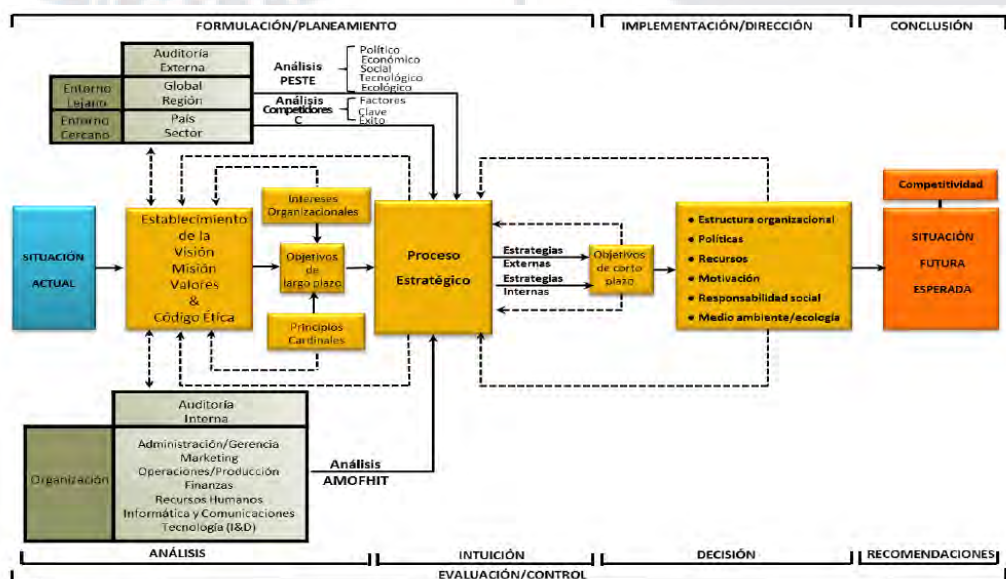 FORMULACIÓN/PLANEAMIENTO
IMPLEMENTACIÓN/DIRECCIÓN
CONCLUSIÓN
Auditoría
Externa
Entorno
Lejano
Global
Región
Entorno
Cercano
País
Sector
Análisis
PESTE
Político
Económico
Social
Tecnológico
Ecológico
Análisis
Competidores
C
Factores
Clave
Exito
SITUACIÓN
ACTUAL
Establecimiento
de la
Visión
Misión
Valores
&
Código Ética
Intereses
Organizacionales
Objetivos de
largo plazo
Principios
Cardinales
Proceso
Estratégico
Estrategias
Externas
Estrategias
Internas
Objetivos
de corto
plazo
• Estructura organizacional
• Políticas
• Recursos
• Motivación
• Responsabilidad social
• Medio ambiente/ecología
Competitividad
SITUACIÓN
FUTURA
ESPERADA
Auditoría
Interna
Organización
Administración/Gerencia
Marketing
Operaciones/Producción
Finanzas
Recursos Humanos
Informática y Comunicaciones
Tecnología (I&D)
Análisis
AMOFHIT
ANÁLISIS
INTUICIÓN
DECISIÓN
RECOMENDACIONES
EVALUACIÓN/CONTROL